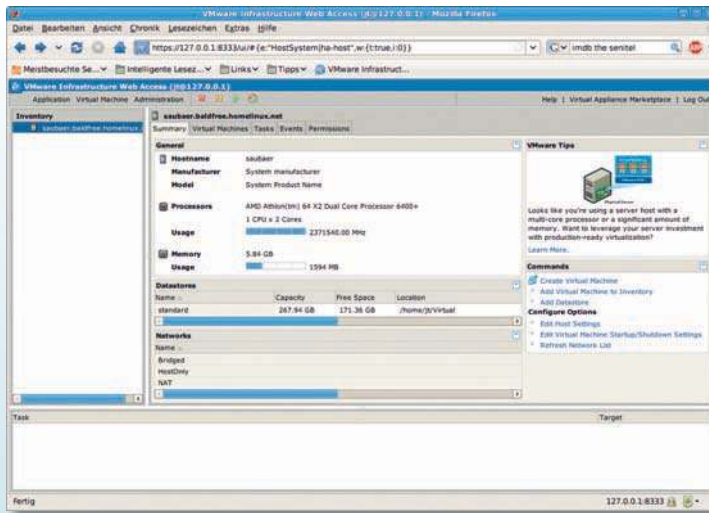 VMware Infrastructure Web Access (jt@127.0.0.1) - Mozilla Firefox
Datei Bearbeiten Ansicht Chronik Lesezeichen Extras Hilfe
https://127.0.0.1:8333/ui/#{e:"HostSystem|ha-host",w:{t:true,i:0}}
imdb the senitel
Meistbesuchte Se... Intelligente Lesez... Links Tipps VMware Infrastruct...
VMware Infrastructure Web Access (jt@127.0.0.1)
Application Virtual Machine Administration
Help | Virtual Appliance Marketplace | Log Out
Inventory
saubaer.baldfree.homelinux
saubaer.baldfree.homelinux.net
Summary Virtual Machines Tasks Events Permissions
General
Hostname saubaer
Manufacturer System manufacturer
Model System Product Name
Processors AMD Athlon(tm) 64 X2 Dual Core Processor 6400+
1 CPU x 2 Cores
Usage 2371540.00 MHz
Memory 5.84 GB
Usage 1594 MB
Datastores
Name Capacity Free Space Location
standard 267.94 GB 171.36 GB /home/jt/Virtual
Networks
Name
Bridged
HostOnly
NAT
VMware Tips
Looks like you're using a server host with a
multi-core processor or a significant amount of
memory. Want to leverage your server investment
with production-ready virtualization?
Learn More.
Commands
Create Virtual Machine
Add Virtual Machine to Inventory
Add Datastore
Configure Options
Edit Host Settings
Edit Virtual Machine Startup/Shutdown Settings
Refresh Network List
Task Target
Fertig
127.0.0.1:8333